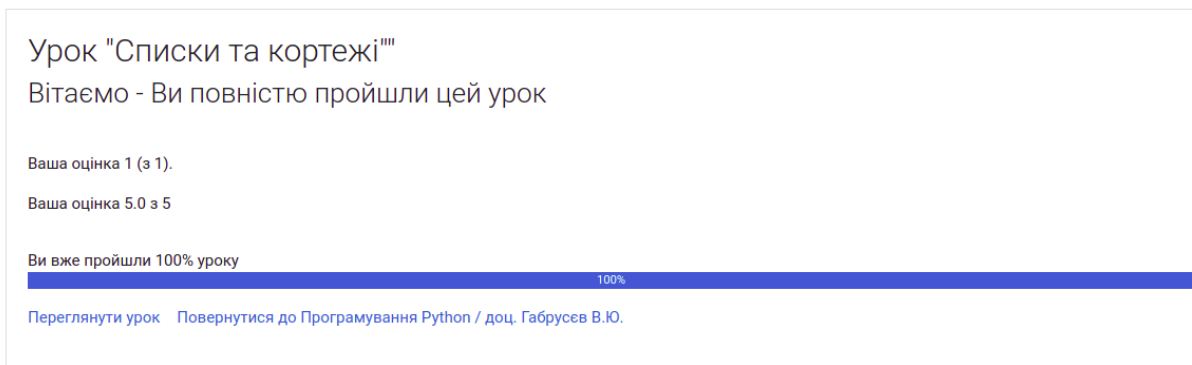 Урок "Списки та кортежі""
Вітаємо - Ви повністю пройшли цей урок
Ваша оцінка 1 (з 1).
Ваша оцінка 5.0 з 5
Ви вже пройшли 100% уроку
100%
Переглянути урок Повернутися до Програмування Python / доц. Габрусєв В.Ю.